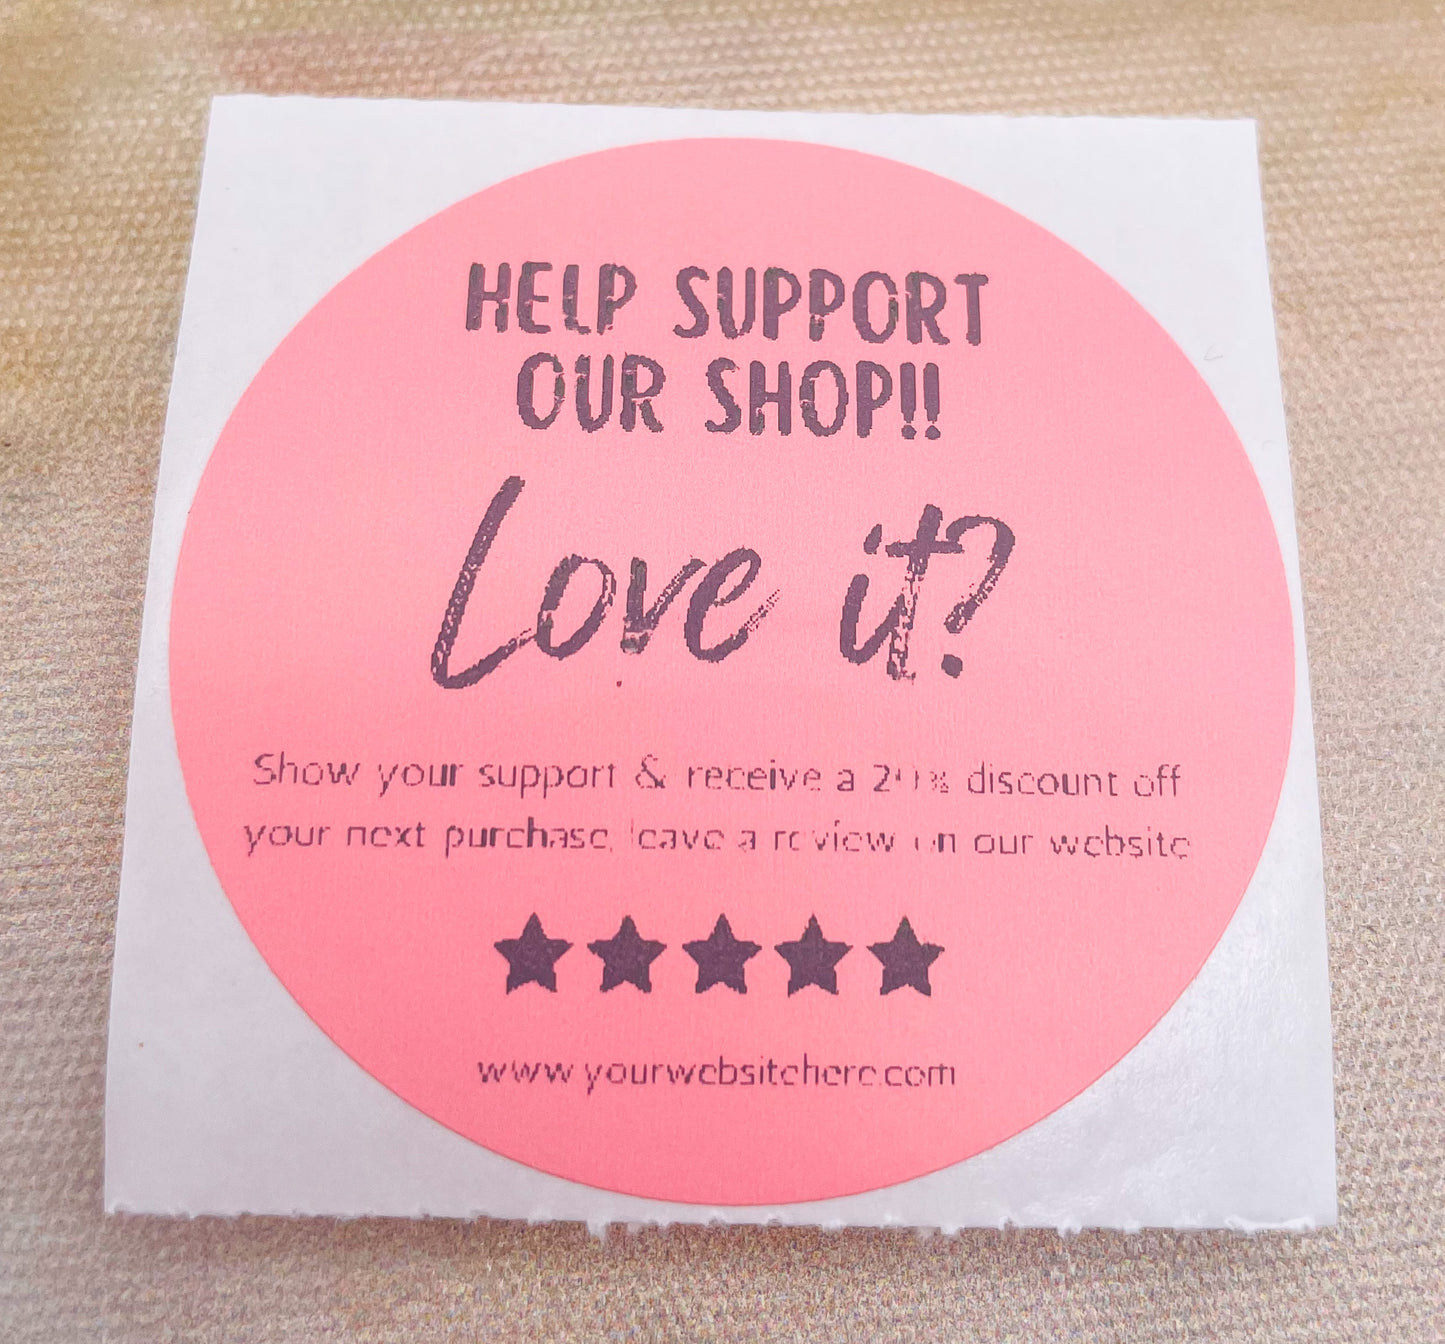 HELP SUPPORT
OUR SHOP!!
Love it?
Show your support & receive a 20% discount off
your next purchase, leave a review on our website
www.yourwebsitehere.com